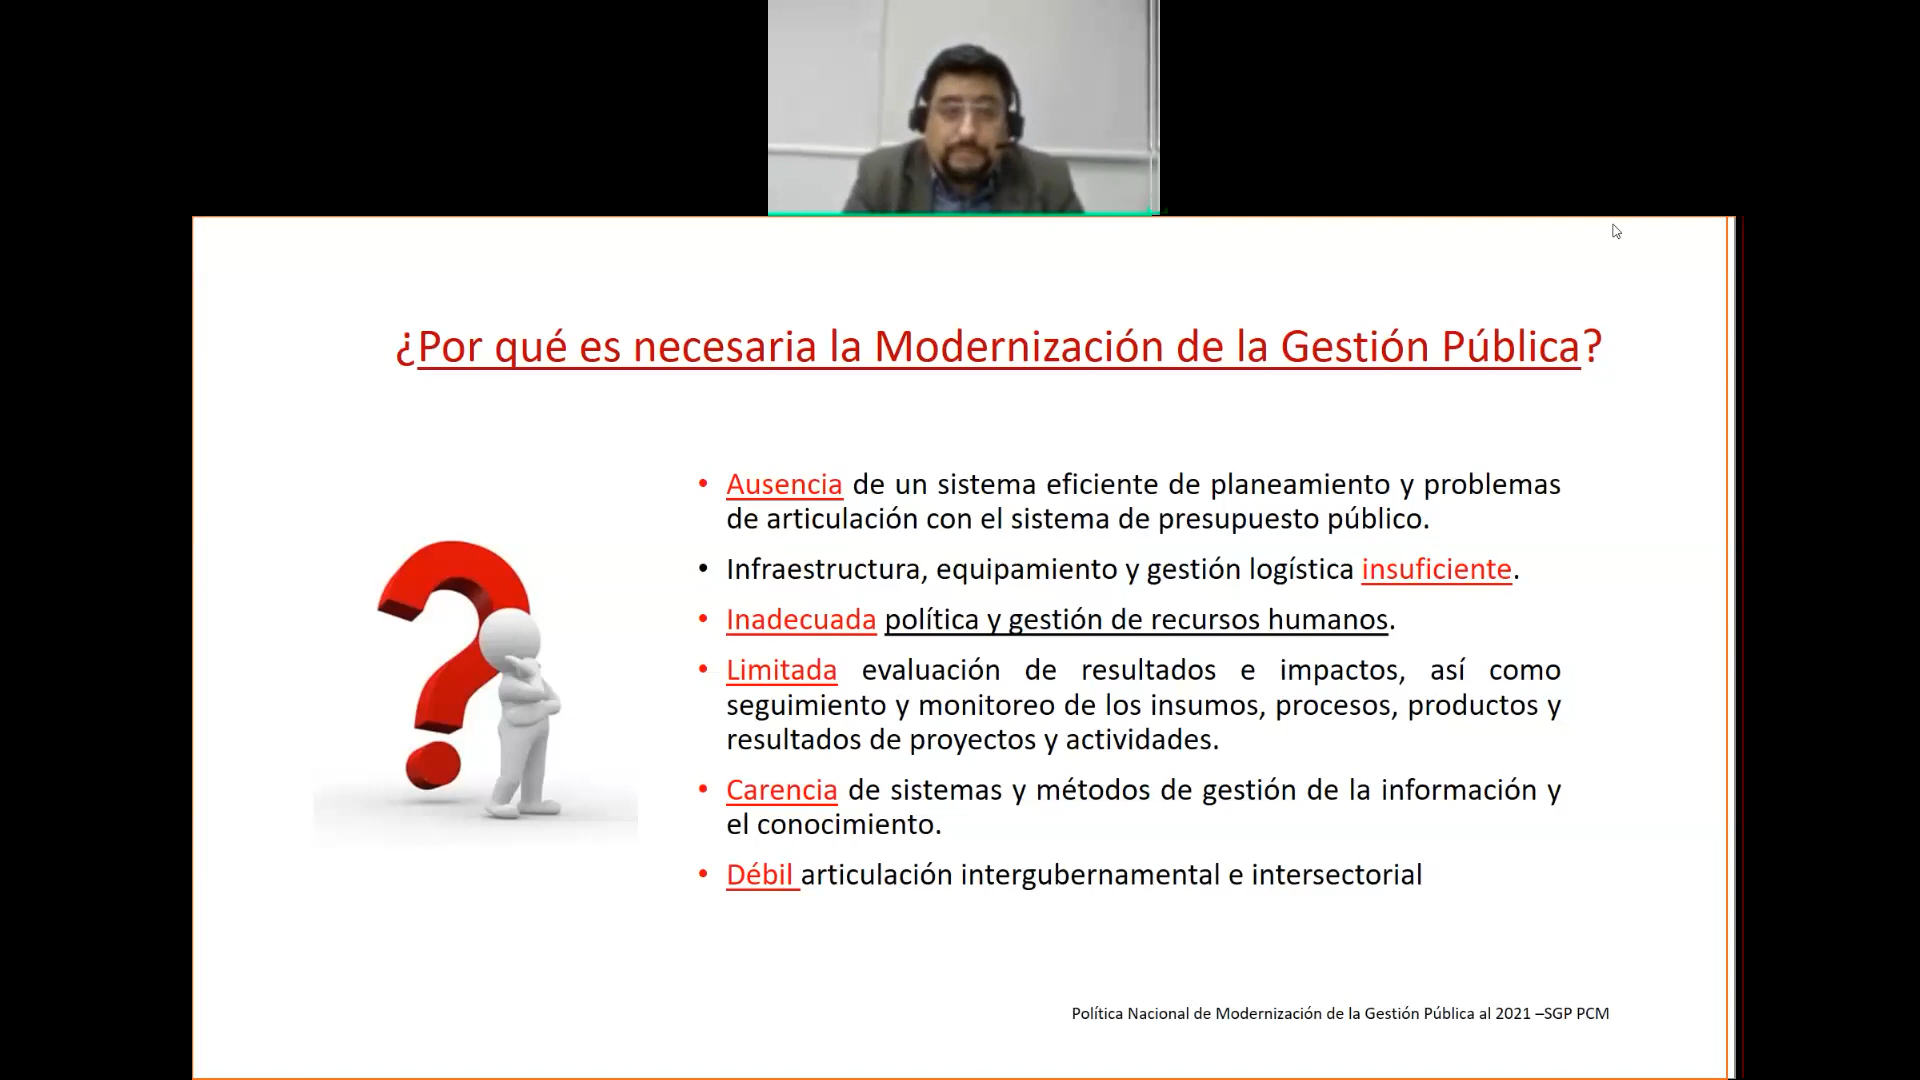 ¿Por qué es necesaria la Modernización de la Gestión Pública?
• Ausencia de un sistema eficiente de planeamiento y problemas
de articulación con el sistema de presupuesto público.
• Infraestructura, equipamiento y gestión logística insuficiente.
• Inadecuada política y gestión de recursos humanos.
• Limitada evaluación de resultados e impactos, así como
seguimiento y monitoreo de los insumos, procesos, productos y
resultados de proyectos y actividades.
• Carencia de sistemas y métodos de gestión de la información y
el conocimiento.
• Débil articulación intergubernamental e intersectorial
Política Nacional de Modernización de la Gestión Pública al 2021 –SGP PCM